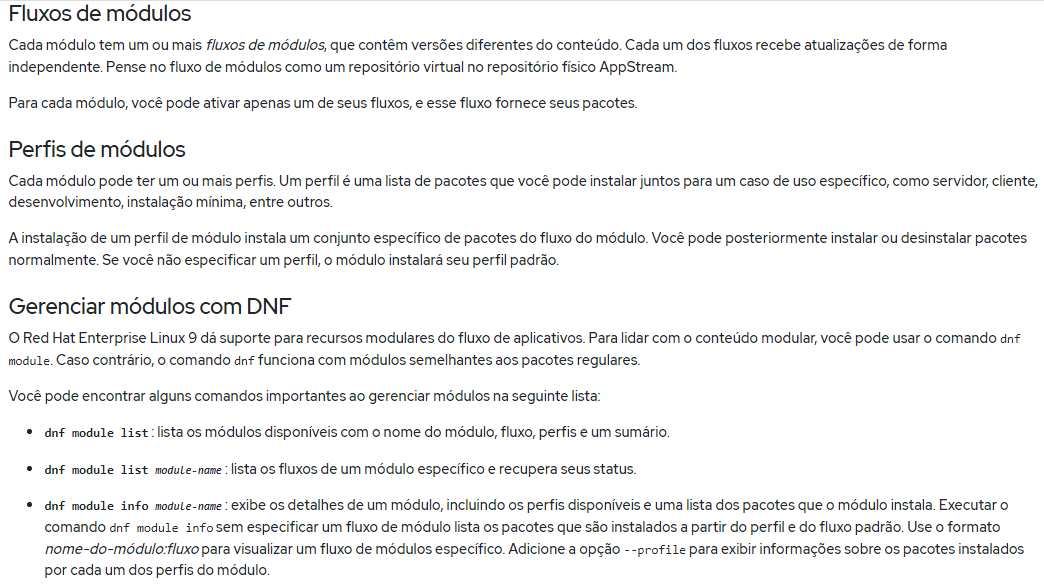 Fluxos de módulos
Cada módulo tem um ou mais fluxos de módulos, que contêm versões diferentes do conteúdo. Cada um dos fluxos recebe atualizações de forma
independente. Pense no fluxo de módulos como um repositório virtual no repositório físico AppStream.
Para cada módulo, você pode ativar apenas um de seus fluxos, e esse fluxo fornece seus pacotes.
Perfis de módulos
Cada módulo pode ter um ou mais perfis. Um perfil é uma lista de pacotes que você pode instalar juntos para um caso de uso específico, como servidor, cliente,
desenvolvimento, instalação mínima, entre outros.
A instalação de um perfil de módulo instala um conjunto específico de pacotes do fluxo do módulo. Você pode posteriormente instalar ou desinstalar pacotes
normalmente. Se você não especificar um perfil, o módulo instalará seu perfil padrão.
Gerenciar módulos com DNF
O Red Hat Enterprise Linux 9 dá suporte para recursos modulares do fluxo de aplicativos. Para lidar com o conteúdo modular, você pode usar o comando dnf
module. Caso contrário, o comando dnf funciona com módulos semelhantes aos pacotes regulares.
Você pode encontrar alguns comandos importantes ao gerenciar módulos na seguinte lista:
• dnf module list : lista os módulos disponíveis com o nome do módulo, fluxo, perfis e um sumário.
• dnf module list module-name : lista os fluxos de um módulo específico e recupera seus status.
• dnf module info module-name : exibe os detalhes de um módulo, incluindo os perfis disponíveis e uma lista dos pacotes que o módulo instala. Executar o
comando dnf module info sem especificar um fluxo de módulo lista os pacotes que são instalados a partir do perfil e do fluxo padrão. Use o formato
nome-do-módulo:fluxo para visualizar um fluxo de módulos específico. Adicione a opção --profile para exibir informações sobre os pacotes instalados
por cada um dos perfis do módulo.